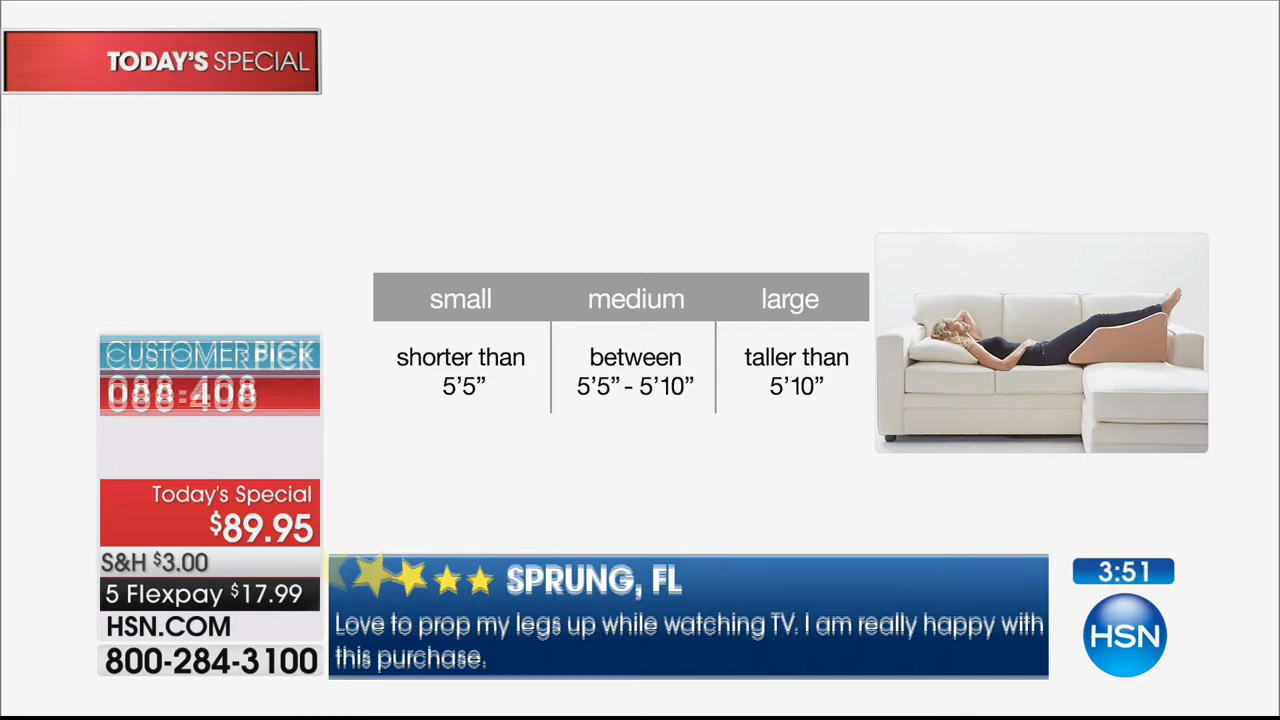 TODAY'S SPECIAL
small medium large
shorter than between taller than
5’5” 5’5” - 5’10” 5’10”
CUSTOMER PICK
088-408
Today's Special
$89.95
S&H $3.00
5 Flexpay $17.99
HSN.COM
800-284-3100
SPRUNG, FL
Love to prop my legs up while watching TV. I am really happy with
this purchase.
3:51
HSN